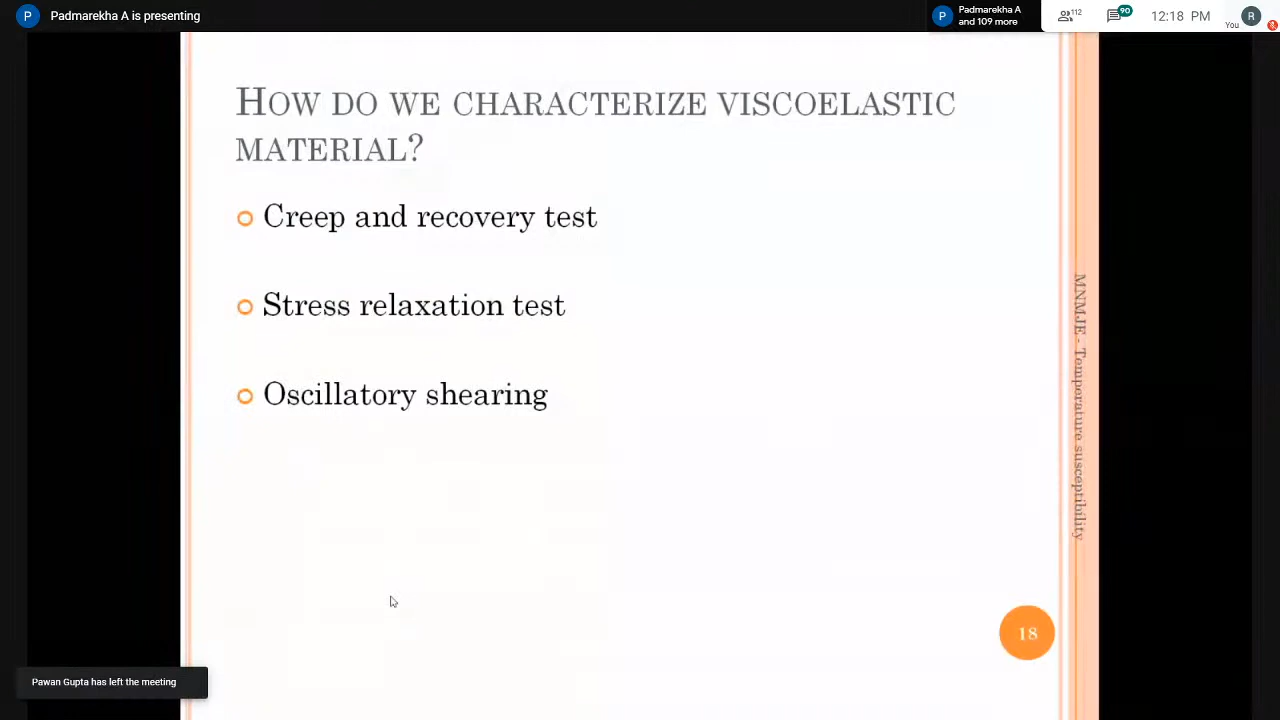 Padmarekha A is presenting
Padmarekha A
and 109 more
112
90
12:18 PM
You
R
P
P
HOW DO WE CHARACTERIZE VISCOELASTIC
MATERIAL?
Creep and recovery test
Stress relaxation test
Oscillatory shearing
MNMJE - Temperature susceptibility
18
Pawan Gupta has left the meeting